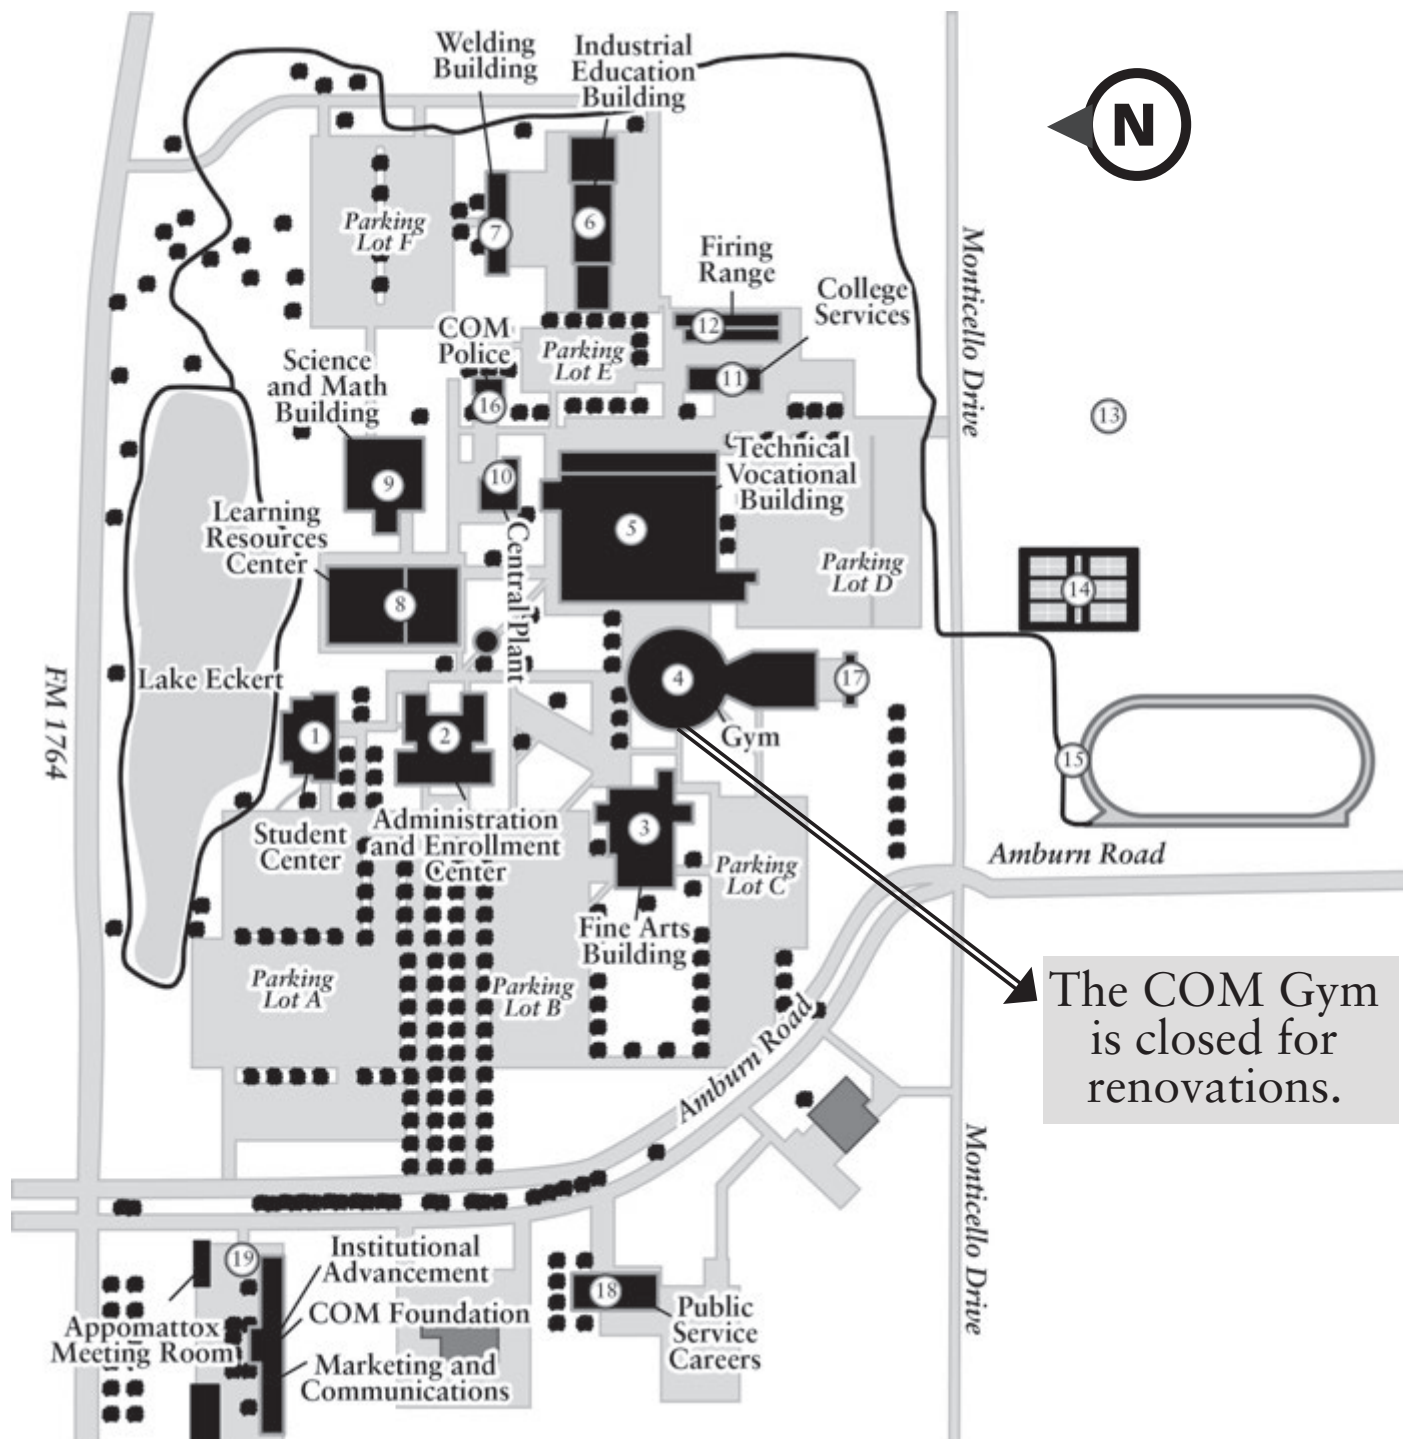 Welding
Building
Industrial
Education
Building
N
Parking
Lot F
7
6
Firing
Range
College
Services
Monticello Drive
12
COM
Police
Parking
Lot E
Science
and Math
Building
11
16
13
Technical
Vocational
Building
10
9
Learning
Resources
Center
5
Central Plant
Parking
Lot D
14
8
FM 1764
Lake Eckert
4
17
1
2
Gym
15
3
Student
Center
Administration
and Enrollment
Center
Parking
Lot C
Amburn Road
Fine Arts
Building
Parking
Lot A
Parking
Lot B
Amburn Road
The COM Gym
is closed for
renovations.
Monticello Drive
19
Institutional
Advancement
18
COM Foundation
Public
Service
Careers
Appomattox
Meeting Room
Marketing and
Communications